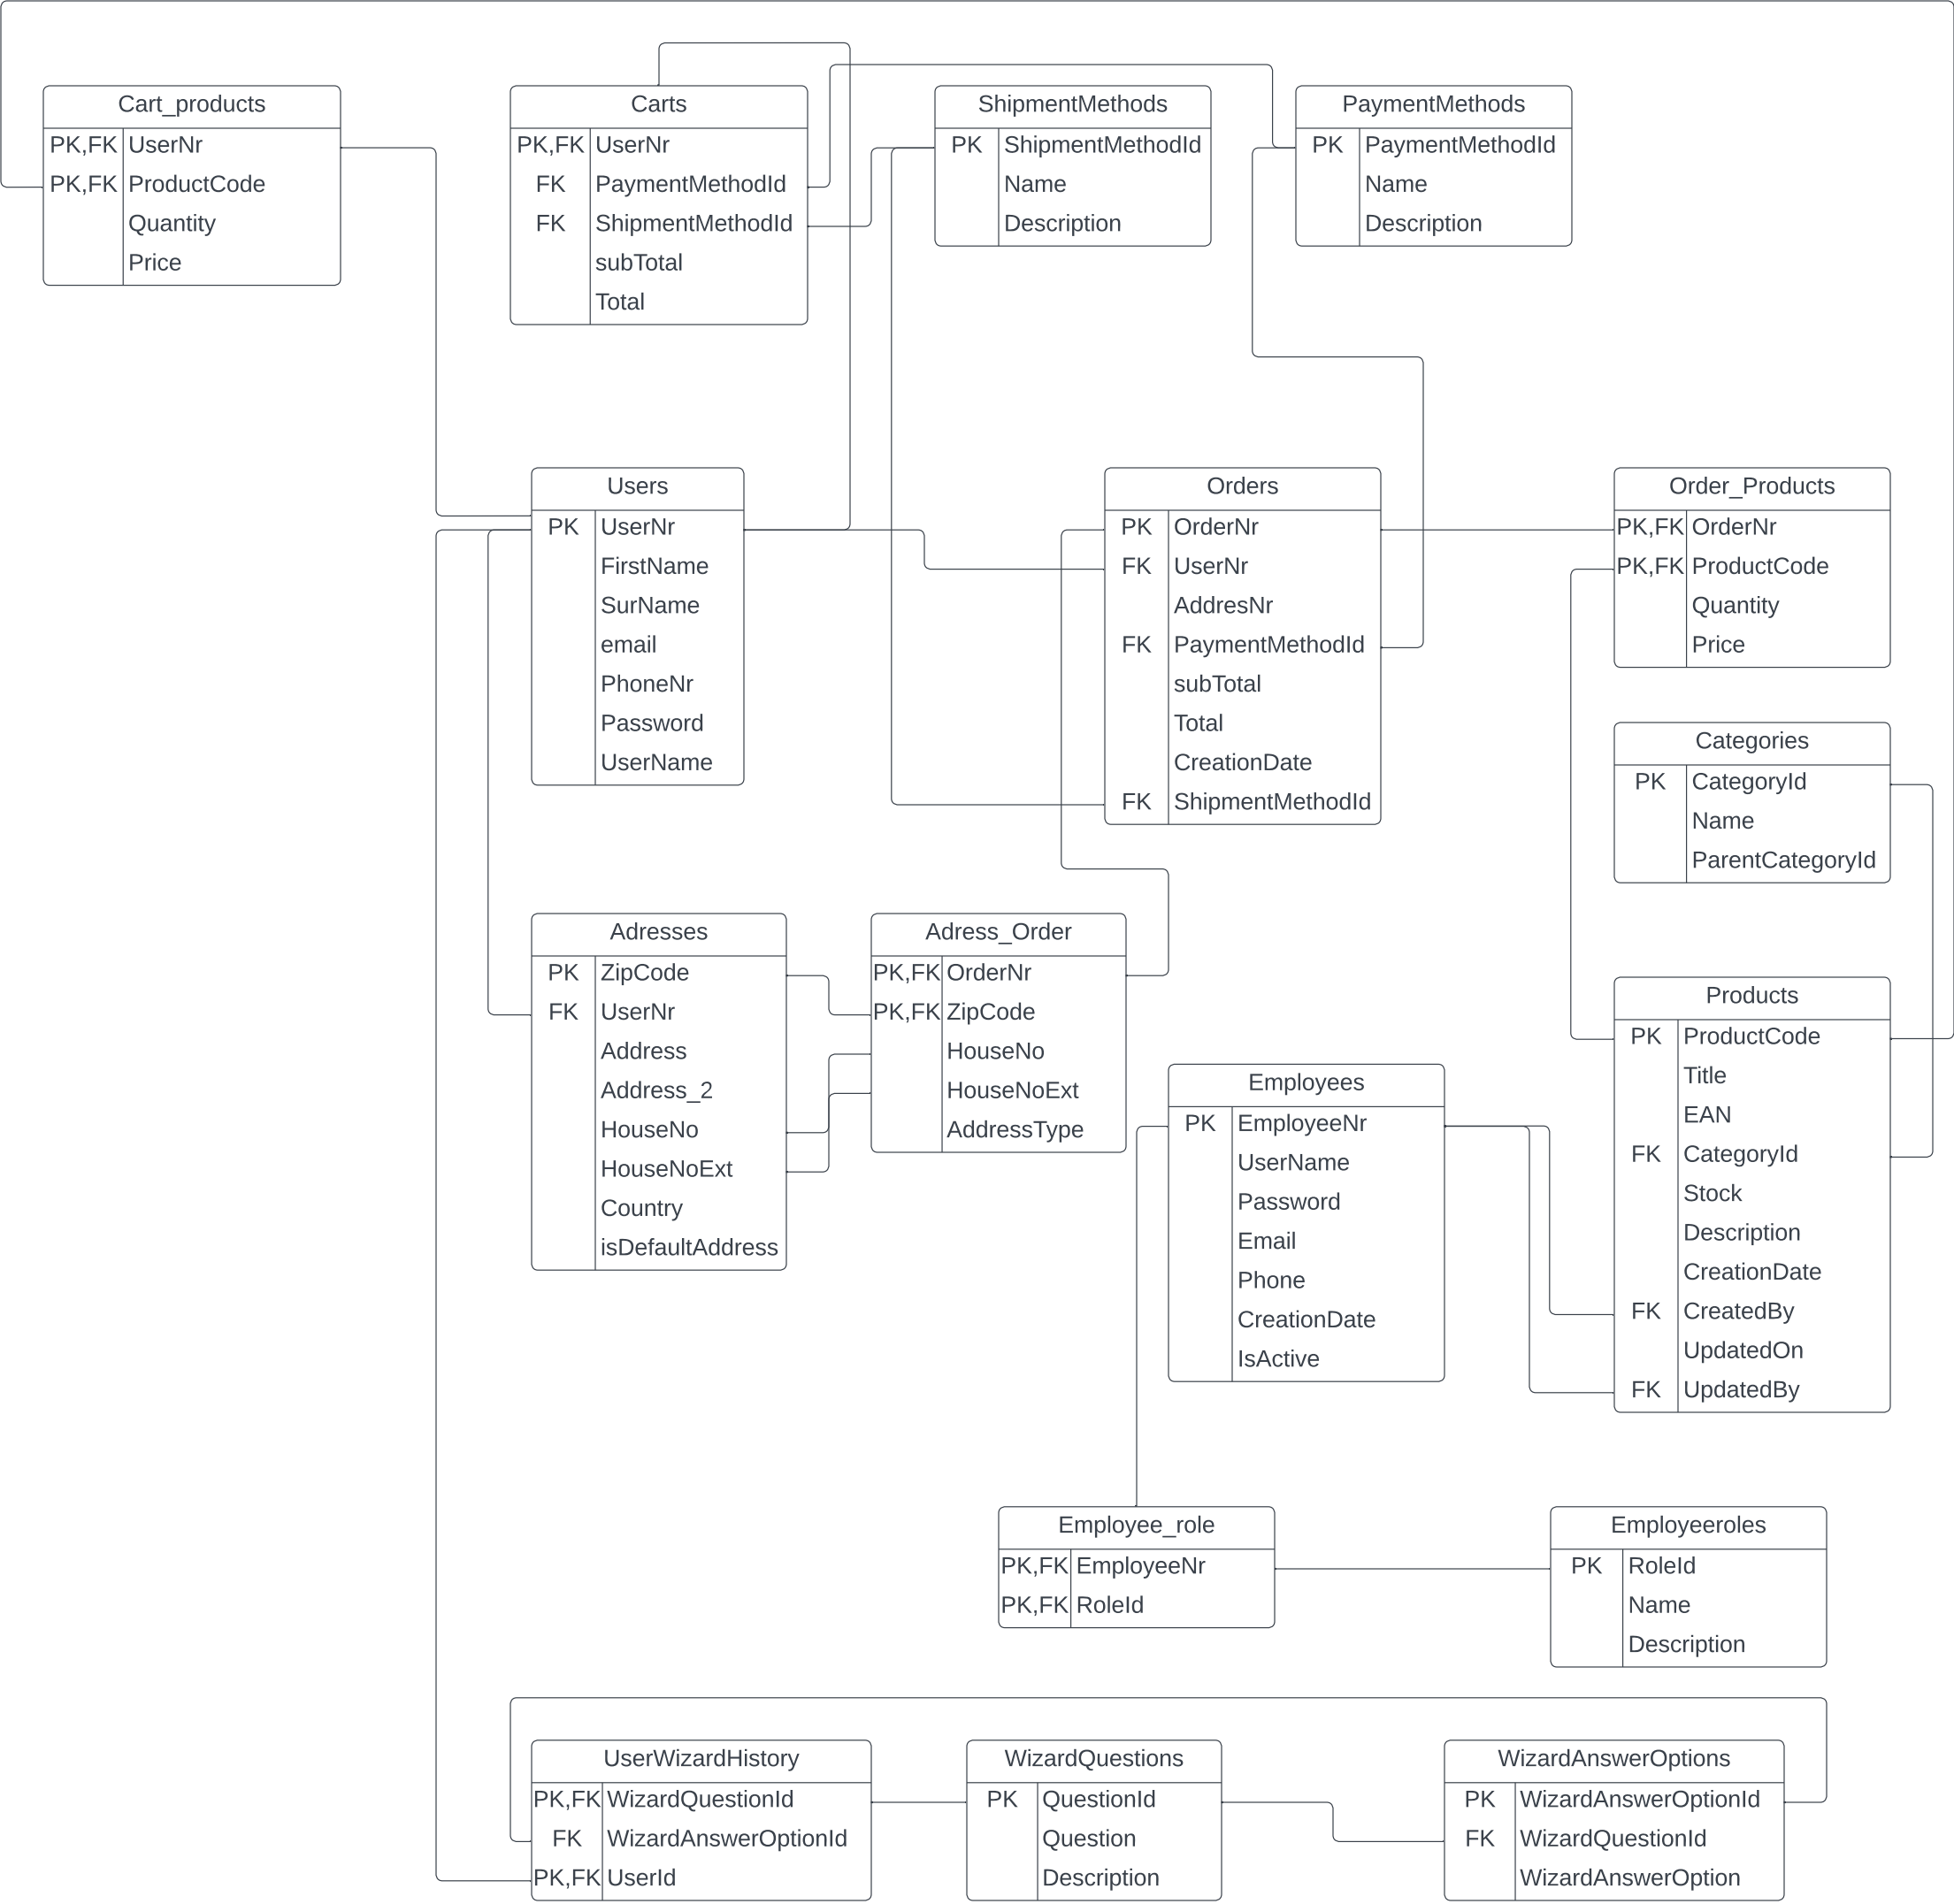 Cart_products
PK,FK UserNr
PK,FK ProductCode
Quantity
Price
Carts
PK,FK UserNr
FK PaymentMethodId
FK ShipmentMethodId
subTotal
Total
ShipmentMethods
PK ShipmentMethodId
Name
Description
PaymentMethods
PK PaymentMethodId
Name
Description
Users
PK UserNr
FirstName
SurName
email
PhoneNr
Password
UserName
Orders
PK OrderNr
FK UserNr
AddresNr
FK PaymentMethodId
subTotal
Total
CreationDate
FK ShipmentMethodId
Order_Products
PK,FK OrderNr
PK,FK ProductCode
Quantity
Price
Categories
PK CategoryId
Name
ParentCategoryId
Adresses
PK ZipCode
FK UserNr
Address
Address_2
HouseNo
HouseNoExt
Country
isDefaultAddress
Adress_Order
PK,FK OrderNr
PK,FK ZipCode
HouseNo
HouseNoExt
AddressType
Employees
PK EmployeeNr
UserName
Password
Email
Phone
CreationDate
IsActive
Products
PK ProductCode
Title
EAN
FK CategoryId
Stock
Description
CreationDate
FK CreatedBy
UpdatedOn
FK UpdatedBy
Employee_role
PK,FK EmployeeNr
PK,FK RoleId
Employeeroles
PK RoleId
Name
Description
UserWizardHistory
PK,FK WizardQuestionId
FK WizardAnswerOptionId
PK,FK UserId
WizardQuestions
PK QuestionId
Question
Description
WizardAnswerOptions
PK WizardAnswerOptionId
FK WizardQuestionId
WizardAnswerOption